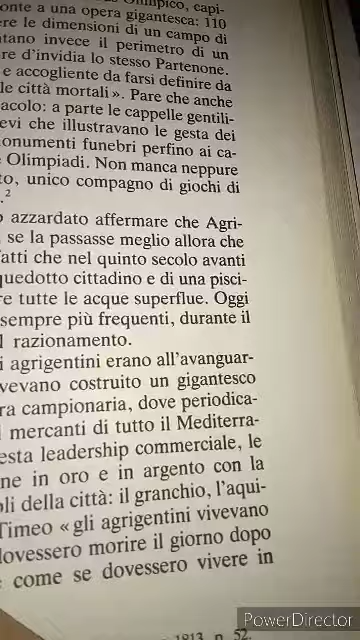 onte a una opera gigantesca: 110
re le dimensioni di un campo di
tano invece il perimetro di un
re d'invidia lo stesso Partenone.
e accogliente da farsi definire da
le città mortali». Pare che anche
acolo: a parte le cappelle gentili-
evi che illustravano le gesta dei
onumenti funebri perfino ai ca-
Olimpiadi. Non manca neppure
to, unico compagno di giochi di
.²
azzardato affermare che Agri-
se la passasse meglio allora che
fatti che nel quinto secolo avanti
quedotto cittadino e di una pisci-
re tutte le acque superflue. Oggi
sempre più frequenti, durante il
l razionamento.
i agrigentini erano all'avanguar-
vevano costruito un gigantesco
ra campionaria, dove periodica-
mercanti di tutto il Mediterra-
esta leadership commerciale, le
ne in oro e in argento con la
oli della città: il granchio, l'aqui-
Timeo «gli agrigentini vivevano
dovessero morire il giorno dopo
e come se dovessero vivere in
1913, n. 52.
PowerDirector